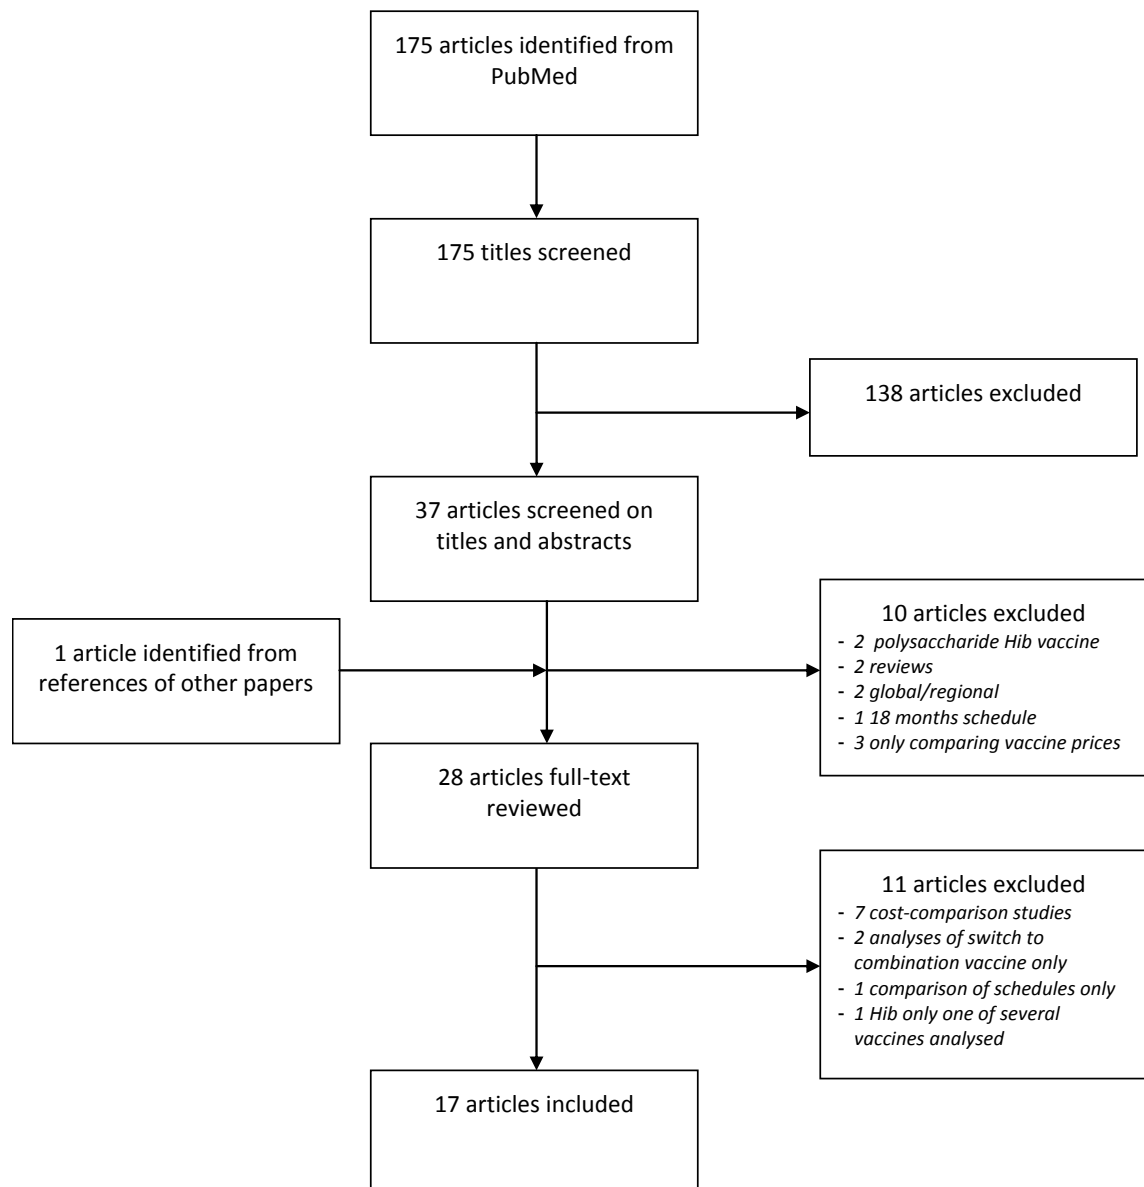 175 articles identified from
PubMed
175 titles screened
138 articles excluded
37 articles screened on
titles and abstracts
1 article identified from
references of other papers
10 articles excluded
- 2 polysaccharide Hib vaccine
- 2 reviews
- 2 global/regional
- 1 18 months schedule
- 3 only comparing vaccine prices
28 articles full-text
reviewed
11 articles excluded
- 7 cost-comparison studies
- 2 analyses of switch to
combination vaccine only
- 1 comparison of schedules only
- 1 Hib only one of several
vaccines analysed
17 articles included